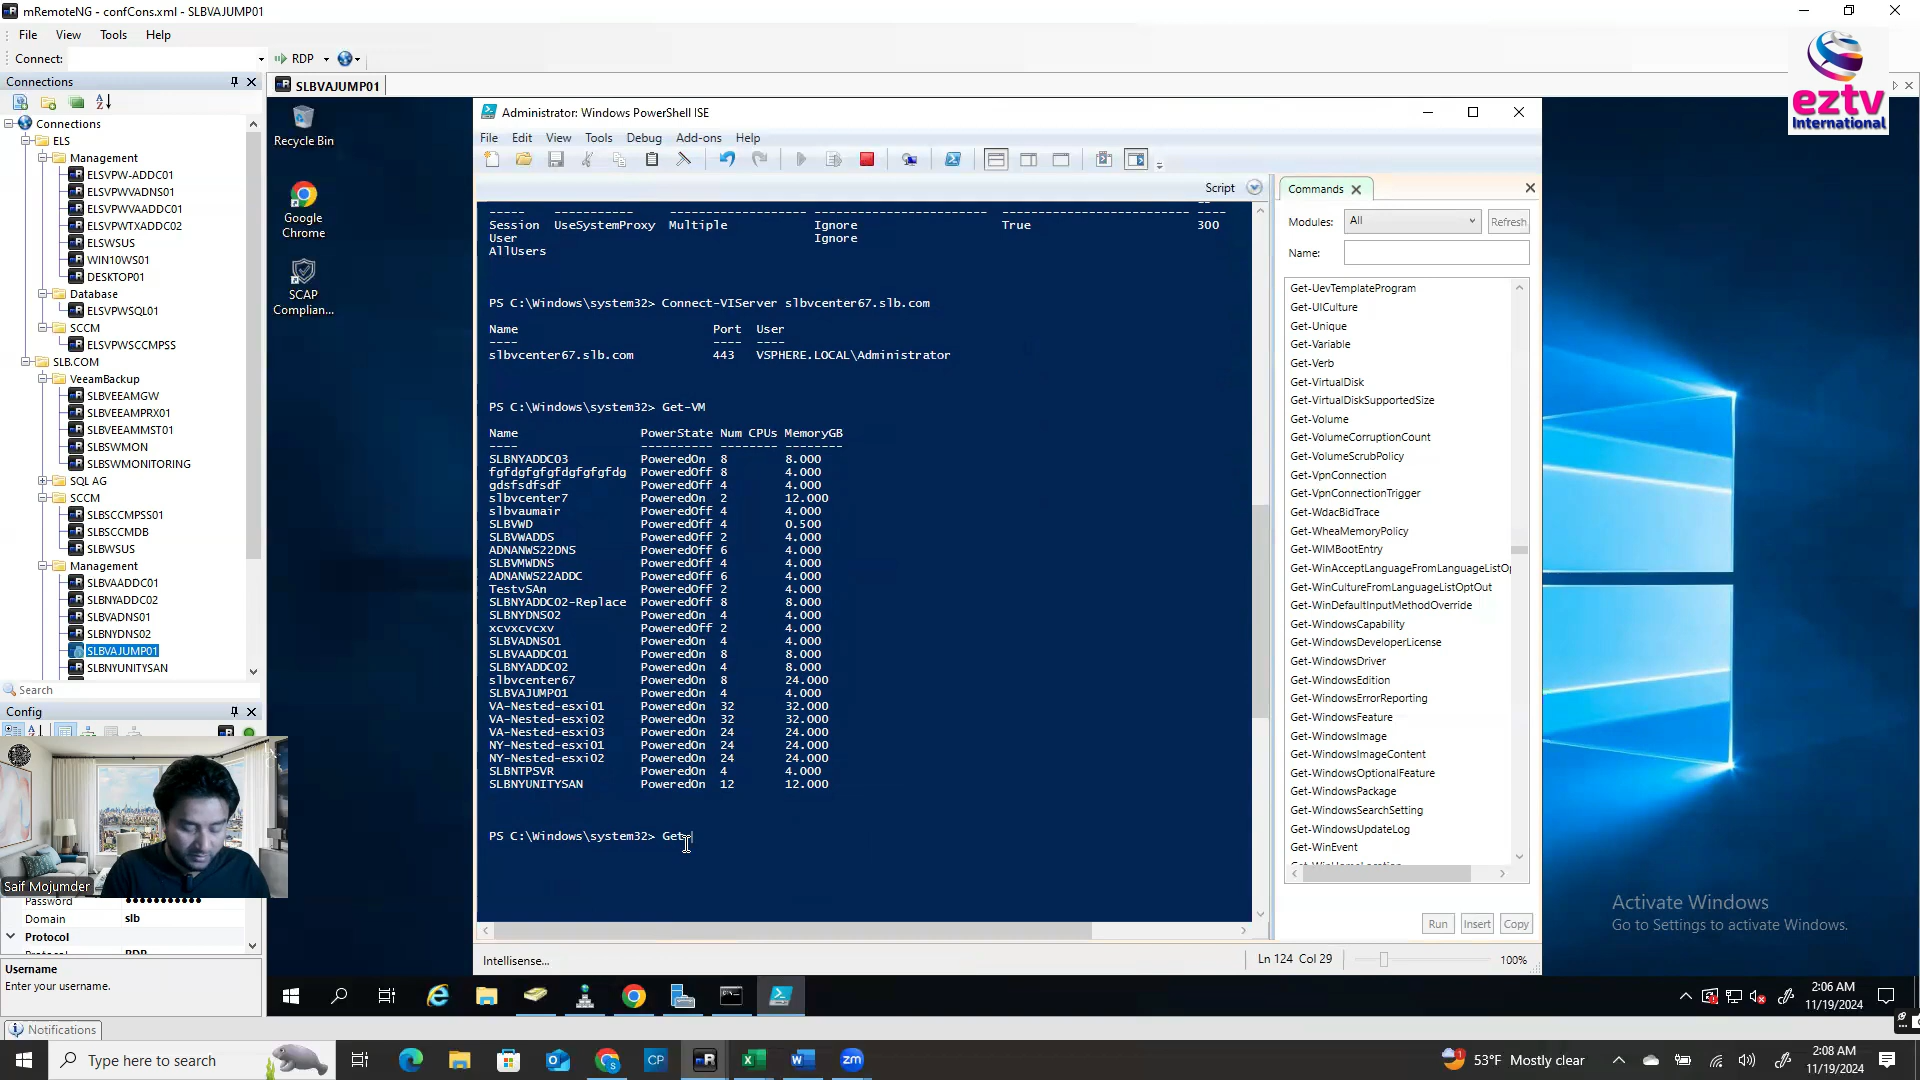 mRemoteNG - confCons.xml - SLBVAJUMP01
File View Tools Help
Connect: RDP
Connections
SLBVAJUMP01
eztv
International
Connections
ELS
Management
ELSVPW-ADDC01
ELSVPWVADNS01
ELSVPWVAADDC01
ELSVPWTXADDC02
ELSWSUS
WIN10WS01
DESKTOP01
Database
ELSVPWSQL01
SCCM
ELSVPWSCCMPSS
SLB.COM
VeeamBackup
SLBVEEAMGW
SLBVEEAMPRX01
SLBVEEAMMST01
SLBSWMON
SLBSWMONITORING
SQL AG
SCCM
SLBSCCMPSS01
SLBSCCMDB
SLBWSUS
Management
SLBVAADDC01
SLBNYADDC02
SLBVADNS01
SLBNYDNS02
SLBVAJUMP01
SLBNYUNITYSAN
Search
Config
Saif Mojumder
Password ●●●●●●●●●●●
Domain slb
Protocol
Username
Enter your username.
Notifications
Recycle Bin
Google
Chrome
SCAP
Complian...
Administrator: Windows PowerShell ISE
File Edit View Tools Debug Add-ons Help
Script
----- ------------ ------------------- ------------------------ -------------------------- ----
Session UseSystemProxy Multiple Ignore True 300
User Ignore
AllUsers
PS C:\Windows\system32> Connect-VIServer slbvcenter67.slb.com
Name Port User
---- ---- ----
slbvcenter67.slb.com 443 VSPHERE.LOCAL\Administrator
PS C:\Windows\system32> Get-VM
Name PowerState Num CPUs MemoryGB
---- ---------- -------- --------
SLBNYADDC03 PoweredOn 8 8.000
fgfdgfgfgfdgfgfgfdg PoweredOff 8 4.000
gdsfsdfsdf PoweredOff 4 4.000
slbvcenter7 PoweredOn 2 12.000
slbvaumair PoweredOff 4 4.000
SLBVWD PoweredOff 4 0.500
SLBVWADDS PoweredOff 2 4.000
ADNANWS22DNS PoweredOff 6 4.000
SLBVMWDNS PoweredOff 4 4.000
ADNANWS22ADDC PoweredOff 6 4.000
TestvSAn PoweredOff 2 4.000
SLBNYADDC02-Replace PoweredOff 8 8.000
SLBNYDNS02 PoweredOn 4 4.000
xcvxcvcxv PoweredOff 2 4.000
SLBVADNS01 PoweredOn 4 4.000
SLBVAADDC01 PoweredOn 8 8.000
SLBNYADDC02 PoweredOn 4 8.000
slbvcenter67 PoweredOn 8 24.000
SLBVAJUMP01 PoweredOn 4 4.000
VA-Nested-esxi01 PoweredOn 32 32.000
VA-Nested-esxi02 PoweredOn 32 32.000
VA-Nested-esxi03 PoweredOn 24 24.000
NY-Nested-esxi01 PoweredOn 24 24.000
NY-Nested-esxi02 PoweredOn 24 24.000
SLBNTPSVR PoweredOn 4 4.000
SLBNYUNITYSAN PoweredOn 12 12.000
PS C:\Windows\system32> Get-
Intellisense...
Ln 124 Col 29
100%
Commands
Modules: All Refresh
Name:
Get-UevTemplateProgram
Get-UICulture
Get-Unique
Get-Variable
Get-Verb
Get-VirtualDisk
Get-VirtualDiskSupportedSize
Get-Volume
Get-VolumeCorruptionCount
Get-VolumeScrubPolicy
Get-VpnConnection
Get-VpnConnectionTrigger
Get-WdacBidTrace
Get-WheaMemoryPolicy
Get-WIMBootEntry
Get-WinAcceptLanguageFromLanguageListOp
Get-WinCultureFromLanguageListOptOut
Get-WinDefaultInputMethodOverride
Get-WindowsCapability
Get-WindowsDeveloperLicense
Get-WindowsDriver
Get-WindowsEdition
Get-WindowsErrorReporting
Get-WindowsFeature
Get-WindowsImage
Get-WindowsImageContent
Get-WindowsOptionalFeature
Get-WindowsPackage
Get-WindowsSearchSetting
Get-WindowsUpdateLog
Get-WinEvent
Run Insert Copy
Activate Windows
Go to Settings to activate Windows.
2:06 AM
11/19/2024
Type here to search
CP
zm
53°F Mostly clear
2:08 AM
11/19/2024